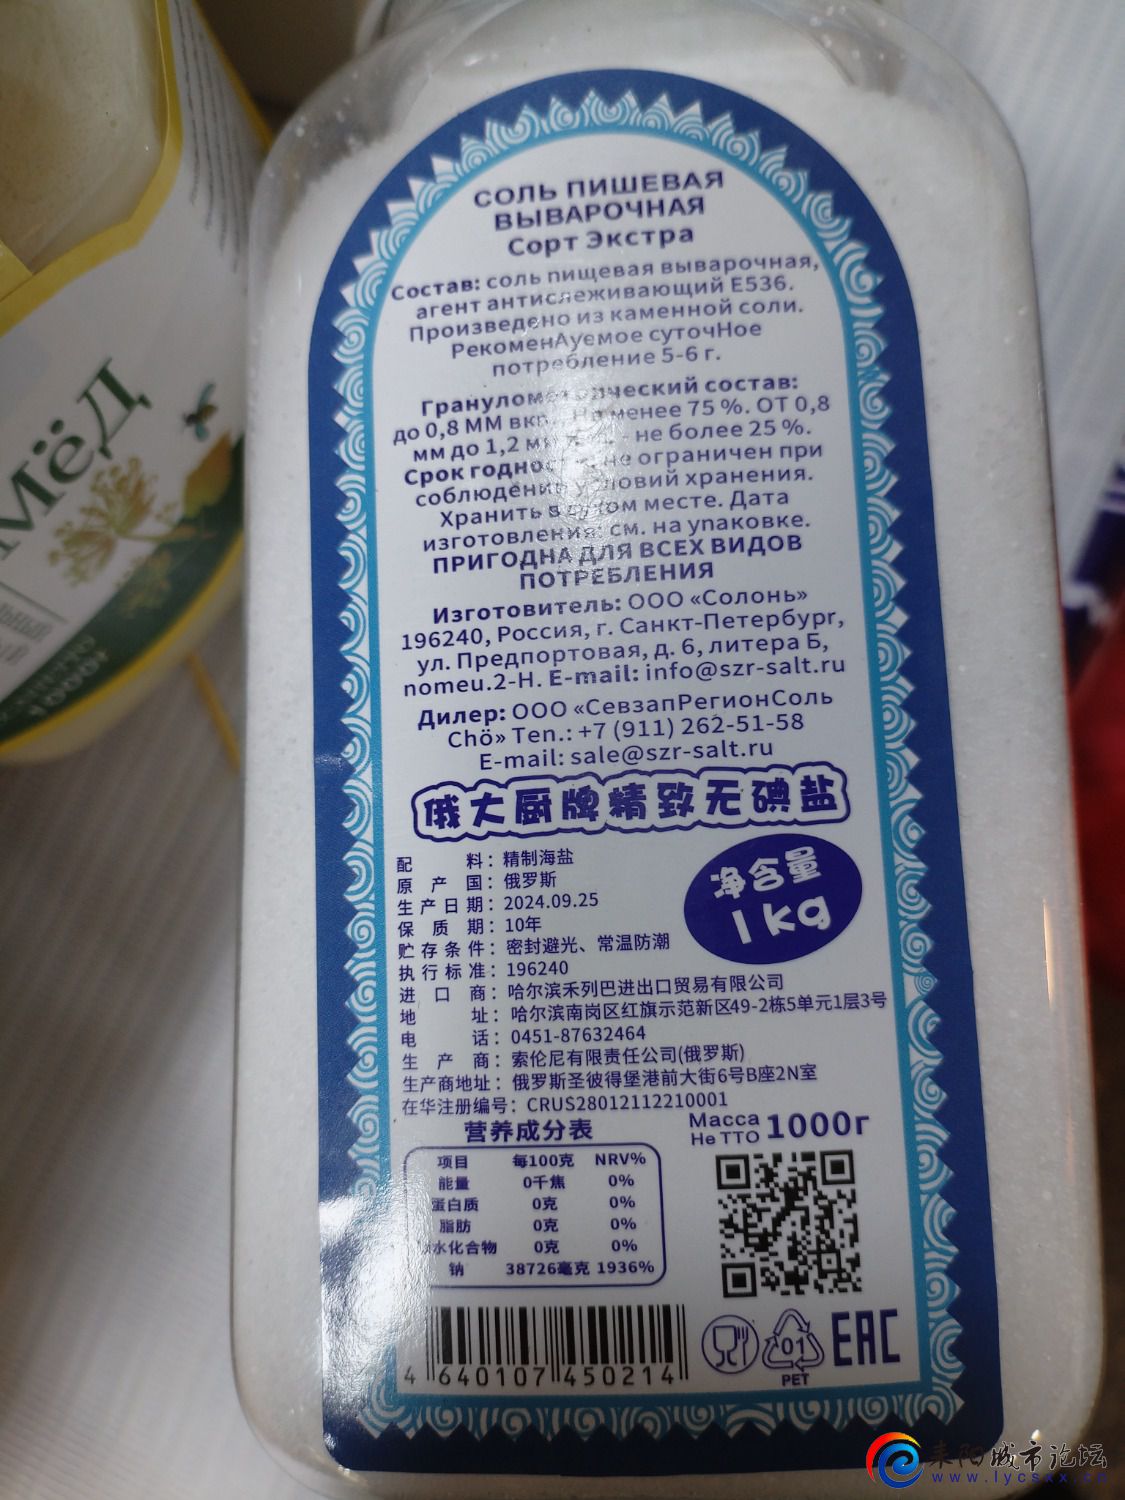 Мёд
1000г
СОЛЬ ПИШЕВАЯ
ВЫВАРОЧНАЯ
Сорт Экстра
Состав: соль пищевая выварочная,
агент антислеживающий Е536.
Произведено из каменной соли.
РекоменАуемое суточНое
потребление 5-6 г.
состав:
до 0,8 ММ менее 75 %. ОТ 0,8
мм до 1,2 - не более 25 %.
Срок не ограничен при
соблюдении условий хранения.
Хранить в месте. Дата
изготовления: см. на упаковке.
ПРИГОДНА ДЛЯ ВСЕХ ВИДОВ
ПОТРЕБЛЕНИЯ
Изготовитель: ООО «Солонь»
196240, Россия, г. Санкт-Петербург,
ул. Предпортовая, д. 6, литера Б,
nomeu.2-Н. E-mail: info@szr-salt.ru
Дилер: ООО «СевзапРегионСоль
Chö» Ten.: +7 (911) 262-51-58
E-mail: sale@szr-salt.ru
俄大厨牌精致无碘盐
净含量
1kg
配料：精制海盐
原产国：俄罗斯
生产日期：2024.09.25
保质期：10年
贮存条件：密封避光、常温防潮
执行标准：196240
进口商：哈尔滨禾列巴进出口贸易有限公司
地址：哈尔滨南岗区红旗示范新区49-2栋5单元1层3号
电话：0451-87632464
生产商：索伦尼有限责任公司(俄罗斯)
生产商地址：俄罗斯圣彼得堡港前大街6号B座2N室
在华注册编号：CRUS28012112210001
营养成分表
Масса
Не ТТО 1000г
项目 每100克 NRV%
能量 0千焦 0%
蛋白质 0克 0%
脂肪 0克 0%
水化合物 0克 0%
钠 38726毫克 1936%
4 640107 450214
01
PET
EAC
耒阳城市论坛
www.lycsxx.cn